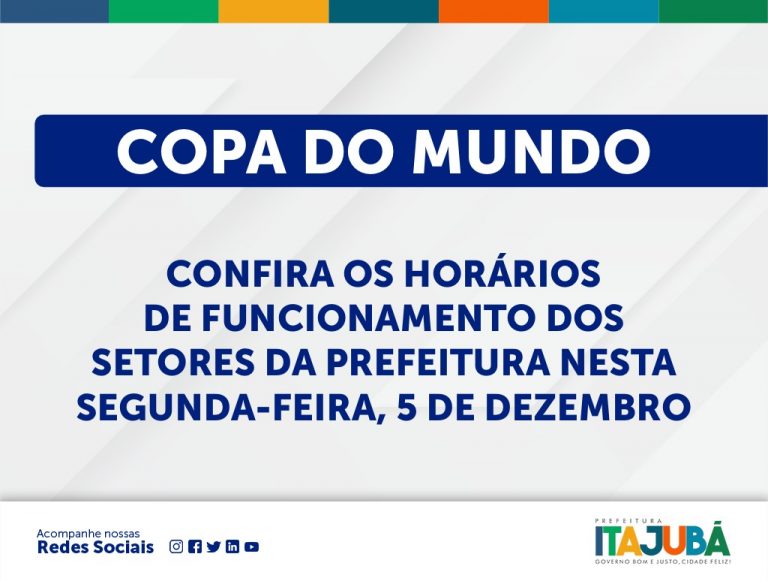 COPA DO MUNDO
CONFIRA OS HORÁRIOS
DE FUNCIONAMENTO DOS
SETORES DA PREFEITURA NESTA
SEGUNDA-FEIRA, 5 DE DEZEMBRO
Acompanhe nossas
Redes Sociais
PREFEITURA
ITAJUBÁ
GOVERNO BOM E JUSTO, CIDADE FELIZ!